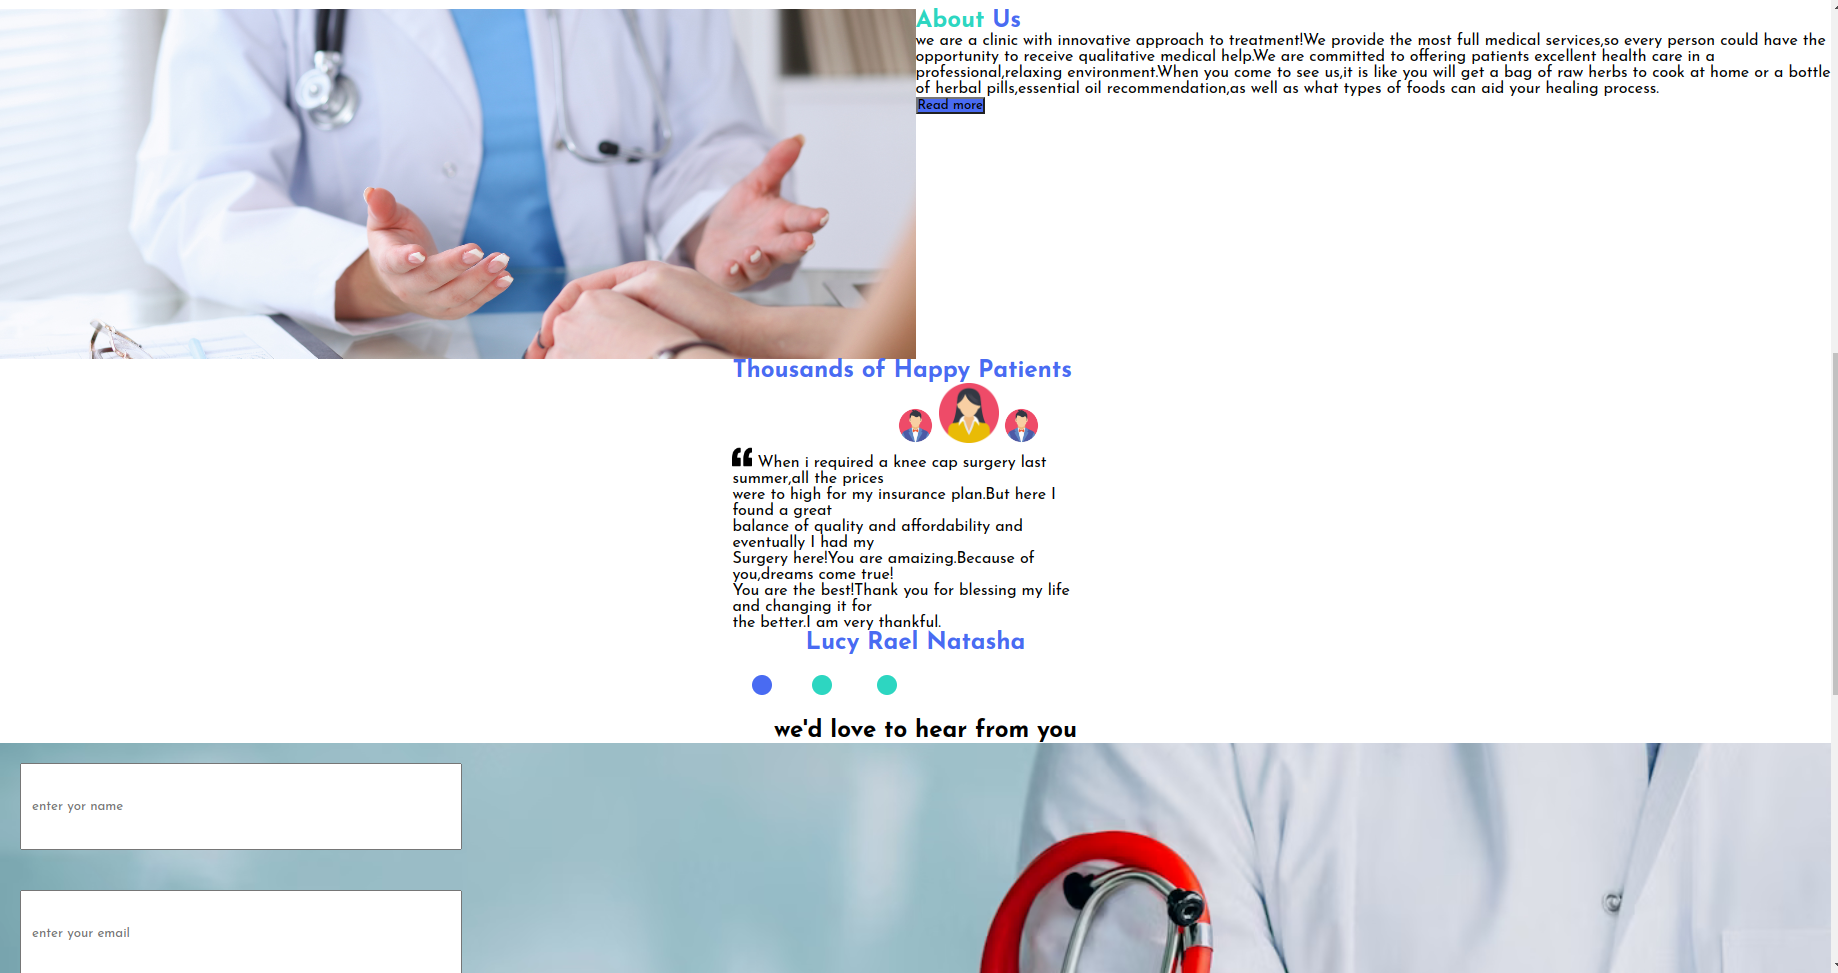 About Us
we are a clinic with innovative approach to treatment!We provide the most full medical services,so every person could have the
opportunity to receive qualitative medical help.We are committed to offering patients excellent health care in a
professional,relaxing environment.When you come to see us,it is like you will get a bag of raw herbs to cook at home or a bottle
of herbal pills,essential oil recommendation,as well as what types of foods can aid your healing process.
Read more
Thousands of Happy Patients
“ When i required a knee cap surgery last
summer,all the prices
were to high for my insurance plan.But here I
found a great
balance of quality and affordability and
eventually I had my
Surgery here!You are amaizing.Because of
you,dreams come true!
You are the best!Thank you for blessing my life
and changing it for
the better.I am very thankful.
Lucy Rael Natasha
we'd love to hear from you
enter yor name
enter your email